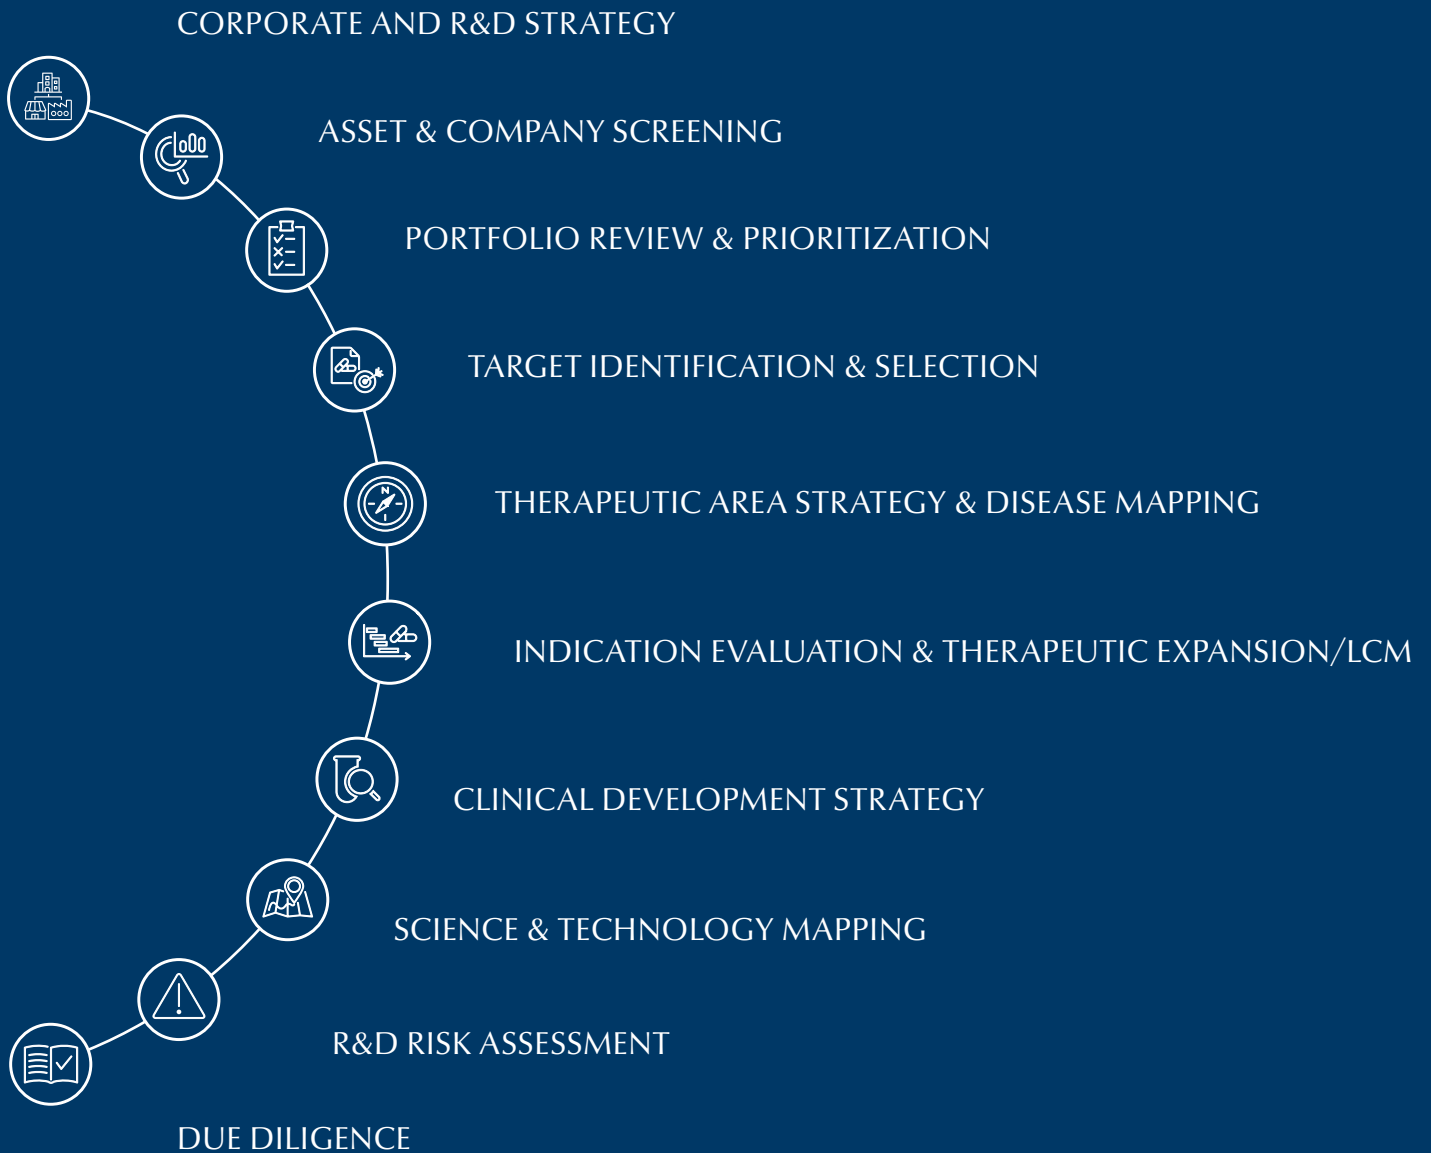 CORPORATE AND R&D STRATEGY
ASSET & COMPANY SCREENING
PORTFOLIO REVIEW & PRIORITIZATION
TARGET IDENTIFICATION & SELECTION
N
THERAPEUTIC AREA STRATEGY & DISEASE MAPPING
INDICATION EVALUATION & THERAPEUTIC EXPANSION/LCM
CLINICAL DEVELOPMENT STRATEGY
SCIENCE & TECHNOLOGY MAPPING
R&D RISK ASSESSMENT
DUE DILIGENCE